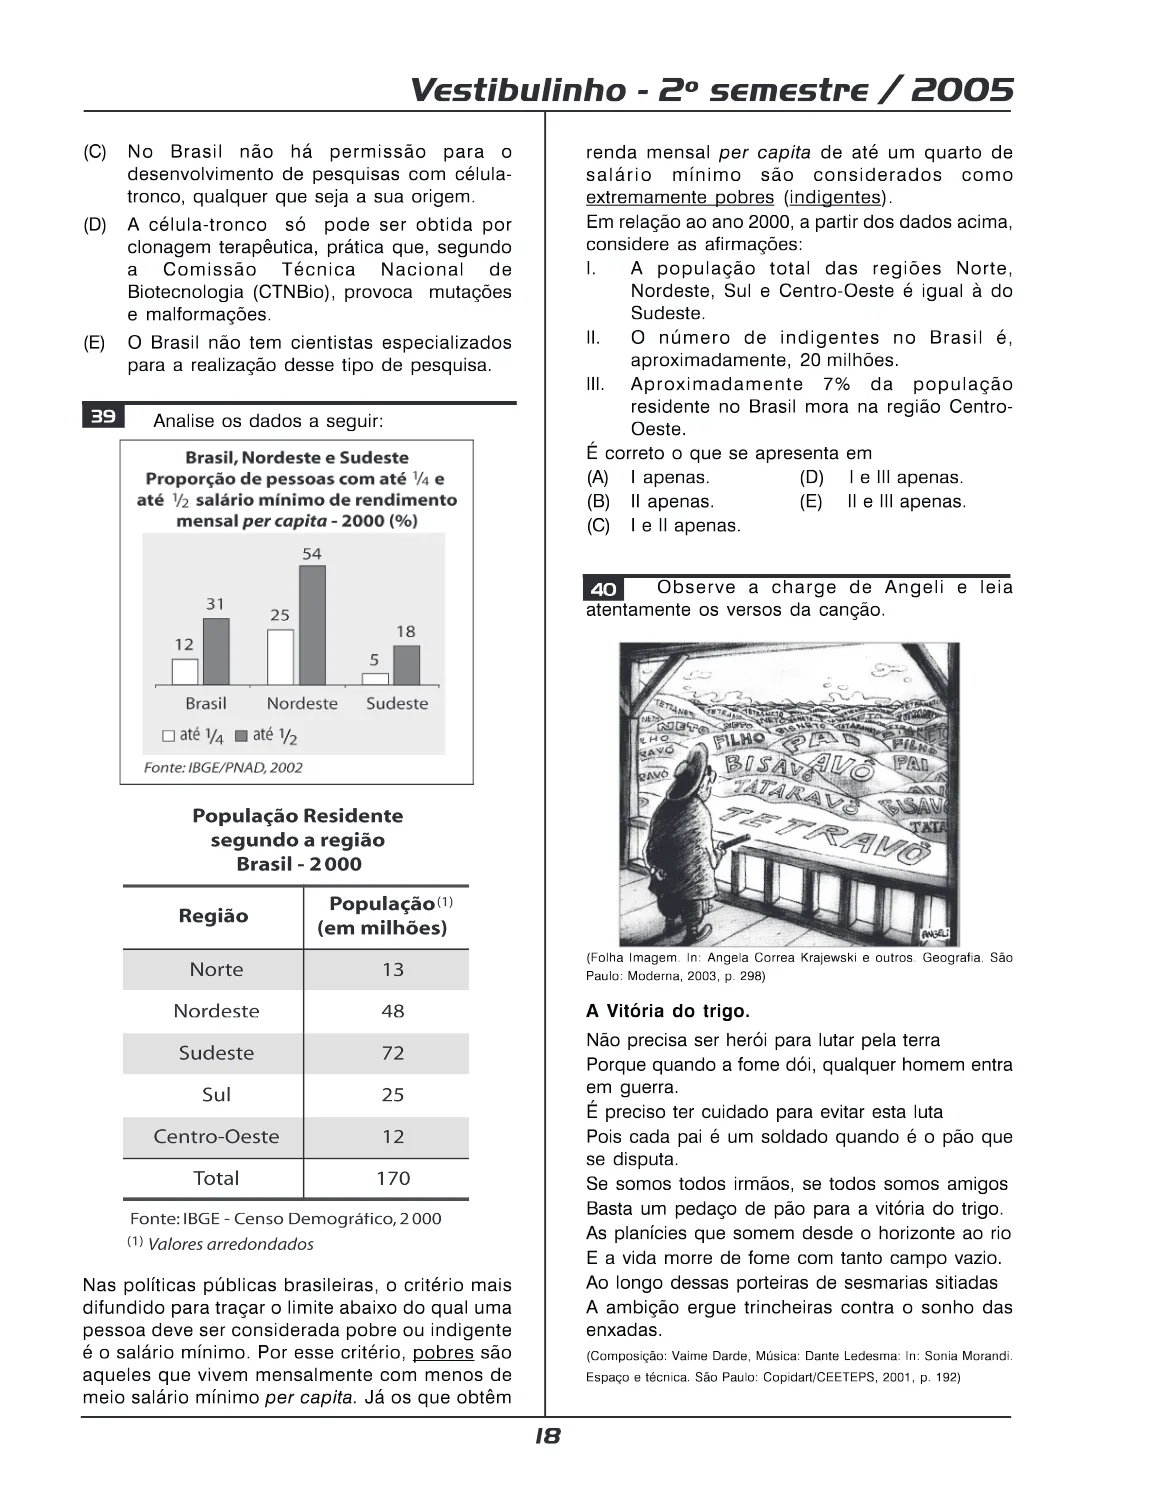 Vestibulinho - 2º semestre / 2005
(C) No Brasil não há permissão para o
desenvolvimento de pesquisas com célula-
tronco, qualquer que seja a sua origem.
(D) A célula-tronco só pode ser obtida por
clonagem terapêutica, prática que, segundo
a Comissão Técnica Nacional de
Biotecnologia (CTNBio), provoca mutações
e malformações.
(E) O Brasil não tem cientistas especializados
para a realização desse tipo de pesquisa.
39 Analise os dados a seguir:
Brasil, Nordeste e Sudeste
Proporção de pessoas com até 1/4 e
até 1/2 salário mínimo de rendimento
mensal per capita - 2000 (%)
54
31
25
18
12
5
Brasil Nordeste Sudeste
até 1/4 até 1/2
Fonte: IBGE/PNAD, 2002
População Residente
segundo a região
Brasil - 2 000
Região População (1)
(em milhões)
Norte 13
Nordeste 48
Sudeste 72
Sul 25
Centro-Oeste 12
Total 170
Fonte: IBGE - Censo Demográfico, 2 000
(1) Valores arredondados
Nas políticas públicas brasileiras, o critério mais
difundido para traçar o limite abaixo do qual uma
pessoa deve ser considerada pobre ou indigente
é o salário mínimo. Por esse critério, pobres são
aqueles que vivem mensalmente com menos de
meio salário mínimo per capita. Já os que obtêm
renda mensal per capita de até um quarto de
salário mínimo são considerados como
extremamente pobres (indigentes).
Em relação ao ano 2000, a partir dos dados acima,
considere as afirmações:
I. A população total das regiões Norte,
Nordeste, Sul e Centro-Oeste é igual à do
Sudeste.
II. O número de indigentes no Brasil é,
aproximadamente, 20 milhões.
III. Aproximadamente 7% da população
residente no Brasil mora na região Centro-
Oeste.
É correto o que se apresenta em
(A) I apenas. (D) I e III apenas.
(B) II apenas. (E) II e III apenas.
(C) I e II apenas.
40 Observe a charge de Angeli e leia
atentamente os versos da canção.
TETRANETO
NETO
FILHO PAI FILHO
BISAVÔ AVÔ PAI
TATARAVÔ BISAVÔ
TETRAVÔ TATA
ANGELI
(Folha Imagem. In: Angela Correa Krajewski e outros. Geografia. São
Paulo: Moderna, 2003, p. 298)
A Vitória do trigo.
Não precisa ser herói para lutar pela terra
Porque quando a fome dói, qualquer homem entra
em guerra.
É preciso ter cuidado para evitar esta luta
Pois cada pai é um soldado quando é o pão que
se disputa.
Se somos todos irmãos, se todos somos amigos
Basta um pedaço de pão para a vitória do trigo.
As planícies que somem desde o horizonte ao rio
E a vida morre de fome com tanto campo vazio.
Ao longo dessas porteiras de sesmarias sitiadas
A ambição ergue trincheiras contra o sonho das
enxadas.
(Composição: Vaime Darde, Música: Dante Ledesma: In: Sonia Morandi.
Espaço e técnica. São Paulo: Copidart/CEETEPS, 2001, p. 192)
18